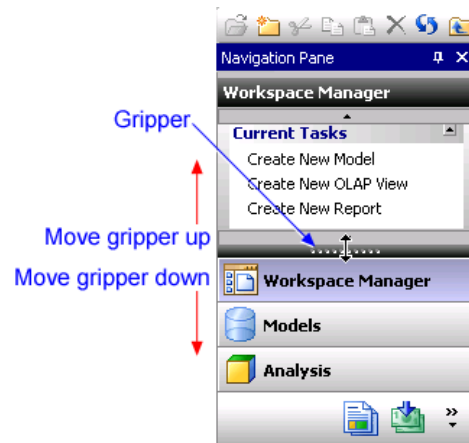 Navigation Pane
Workspace Manager
Gripper
Current Tasks
Create New Model
Create New OLAP View
Create New Report
Move gripper up
Move gripper down
Workspace Manager
Models
Analysis